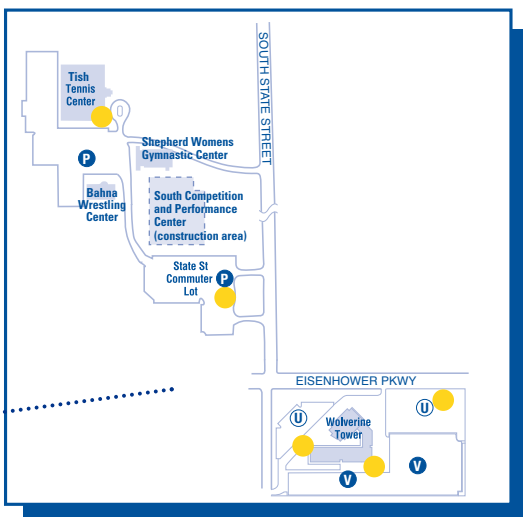 Tish
Tennis
Center
SOUTH STATE STREET
Shepherd Womens
Gymnastic Center
P
Bahna
Wrestling
Center
South Competition
and Performance
Center
(construction area)
State St
Commuter
Lot
P
EISENHOWER PKWY
U
U
Wolverine
Tower
V
V